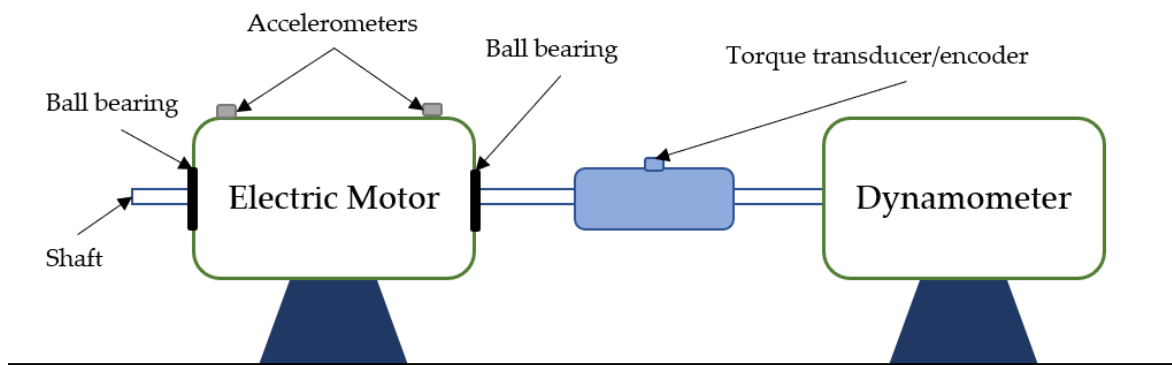 Accelerometers
Ball bearing
Torque transducer/encoder
Ball bearing
Electric Motor
Dynamometer
Shaft